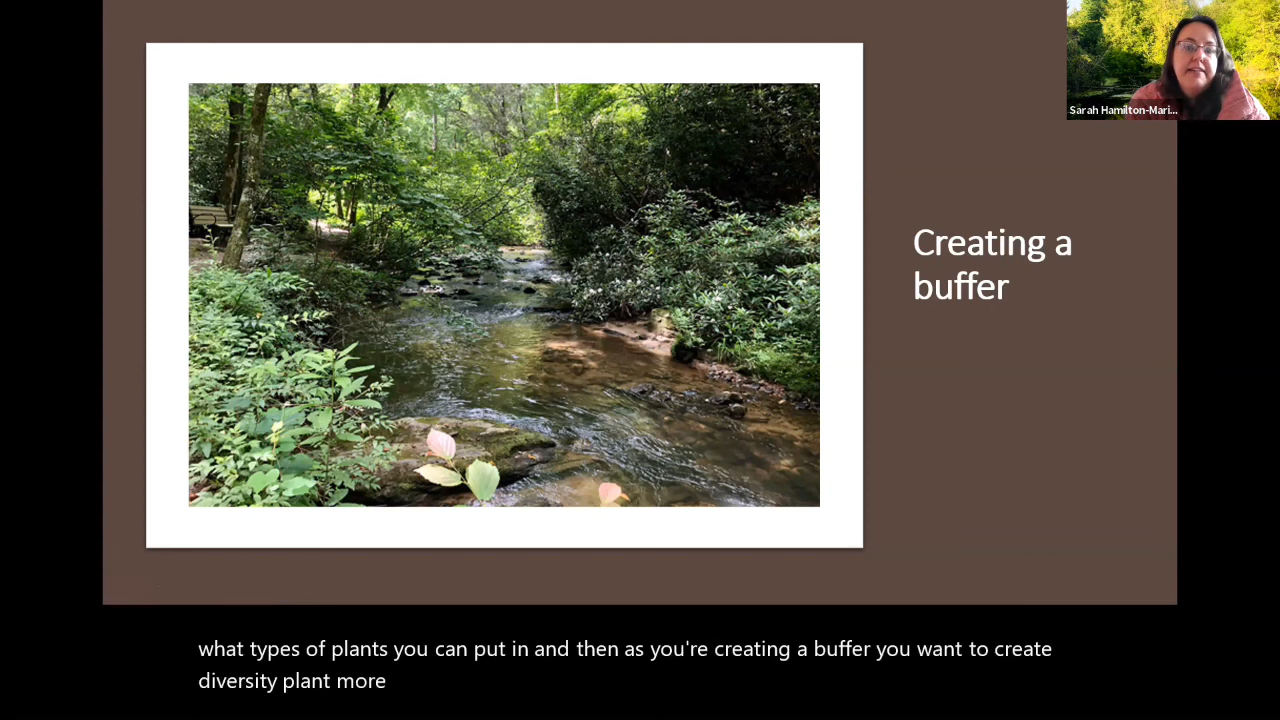 Sarah Hamilton-Mari...
Creating a
buffer
what types of plants you can put in and then as you're creating a buffer you want to create
diversity plant more